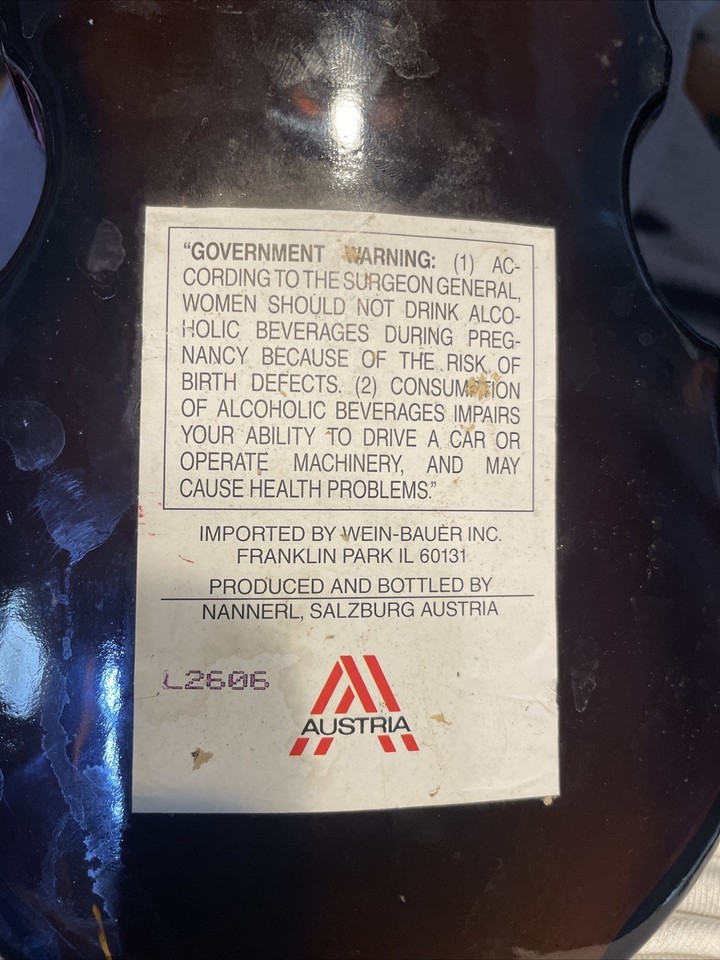 “GOVERNMENT WARNING: (1) AC-
CORDING TO THE SURGEON GENERAL,
WOMEN SHOULD NOT DRINK ALCO-
HOLIC BEVERAGES DURING PREG-
NANCY BECAUSE OF THE RISK OF
BIRTH DEFECTS. (2) CONSUMPTION
OF ALCOHOLIC BEVERAGES IMPAIRS
YOUR ABILITY TO DRIVE A CAR OR
OPERATE MACHINERY, AND MAY
CAUSE HEALTH PROBLEMS.”
IMPORTED BY WEIN-BAUER INC.
FRANKLIN PARK IL 60131
PRODUCED AND BOTTLED BY
NANNERL, SALZBURG AUSTRIA
L2606
AUSTRIA